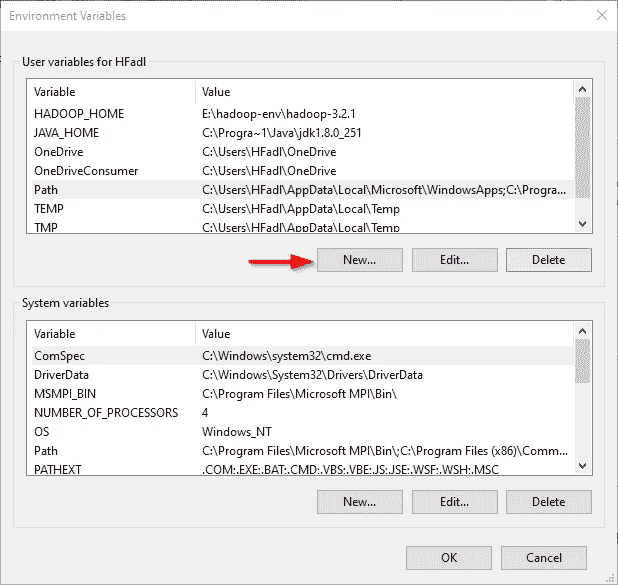 Environment Variables
User variables for HFadl
Variable Value
HADOOP_HOME E:\hadoop-env\hadoop-3.2.1
JAVA_HOME C:\Progra~1\Java\jdk1.8.0_251
OneDrive C:\Users\HFadl\OneDrive
OneDriveConsumer C:\Users\HFadl\OneDrive
Path C:\Users\HFadl\AppData\Local\Microsoft\WindowsApps;C:\Progra...
TEMP C:\Users\HFadl\AppData\Local\Temp
TMP C:\Users\HFadl\AppData\Local\Temp
New... Edit... Delete
System variables
Variable Value
ComSpec C:\Windows\system32\cmd.exe
DriverData C:\Windows\System32\Drivers\DriverData
MSMPI_BIN C:\Program Files\Microsoft MPI\Bin\
NUMBER_OF_PROCESSORS 4
OS Windows_NT
Path C:\Program Files\Microsoft MPI\Bin\;C:\Program Files (x86)\Comm...
PATHEXT .COM;.EXE;.BAT;.CMD;.VBS;.VBE;.JS;.JSE;.WSF;.WSH;.MSC
New... Edit... Delete
OK Cancel